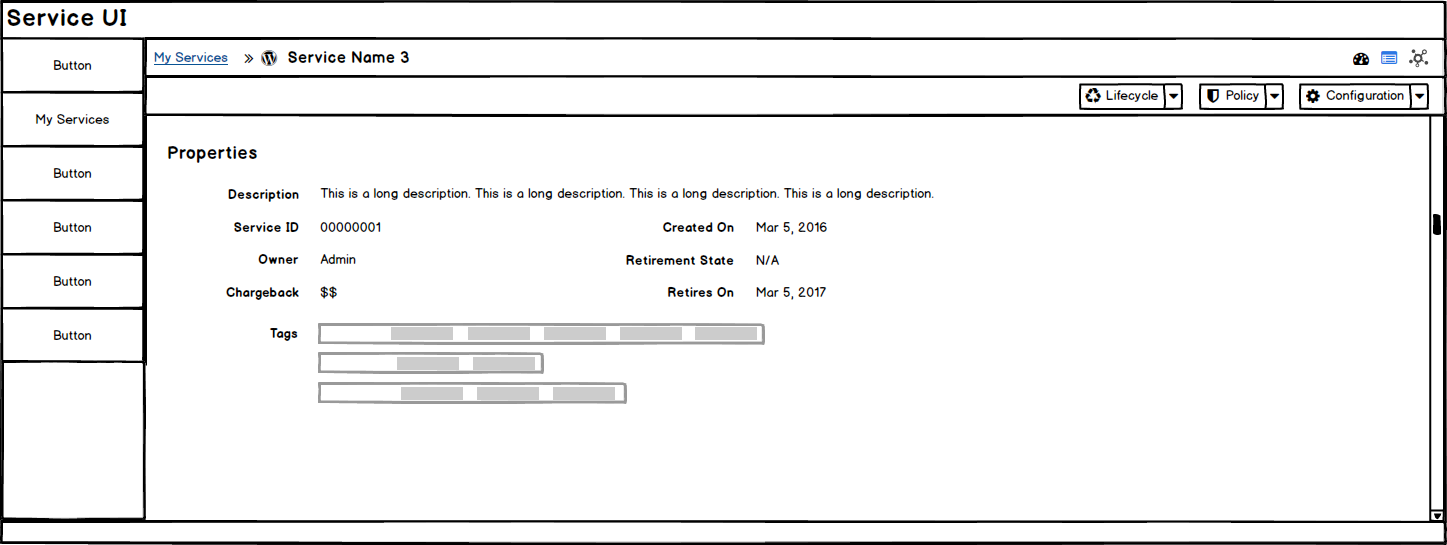 Service UI
Button
My Services
Button
Button
Button
Button
My Services » Service Name 3
Lifecycle Policy Configuration
Properties
Description This is a long description. This is a long description. This is a long description. This is a long description.
Service ID 00000001 Created On Mar 5, 2016
Owner Admin Retirement State N/A
Chargeback $$ Retires On Mar 5, 2017
Tags